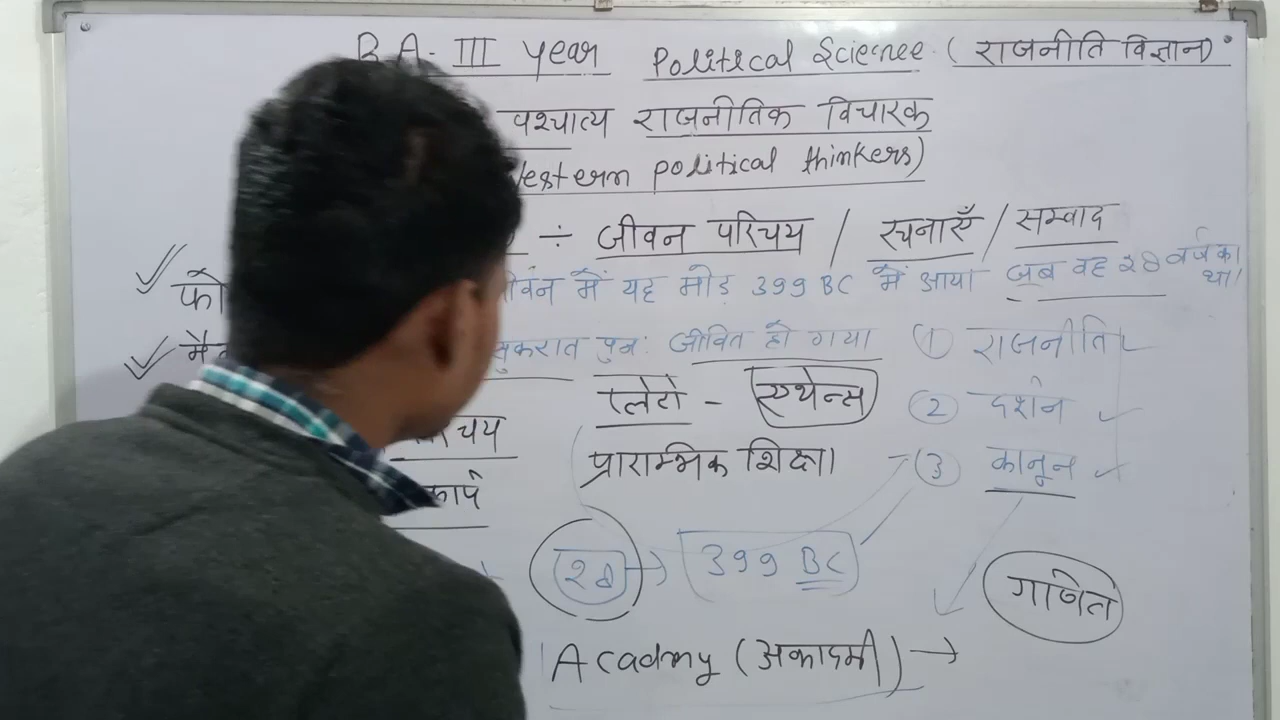 B.A. III year Political Science (राजनीति विज्ञान)
पश्चात्य राजनीतिक विचारक
Western political thinkers)
÷ जीवन परिचय / रचनाएँ / सम्वाद
में यह मोड़ 399 BC में आया जब वह 28 वर्ष का था।
सुकरात पुनः जीवित हो गया
① राजनीति
प्लेटो - एथेन्स
② दर्शन
प्रारम्भिक शिक्षा।
③ कानून
28 → 399 BC
गणित
Acadmy (अकादमी) →